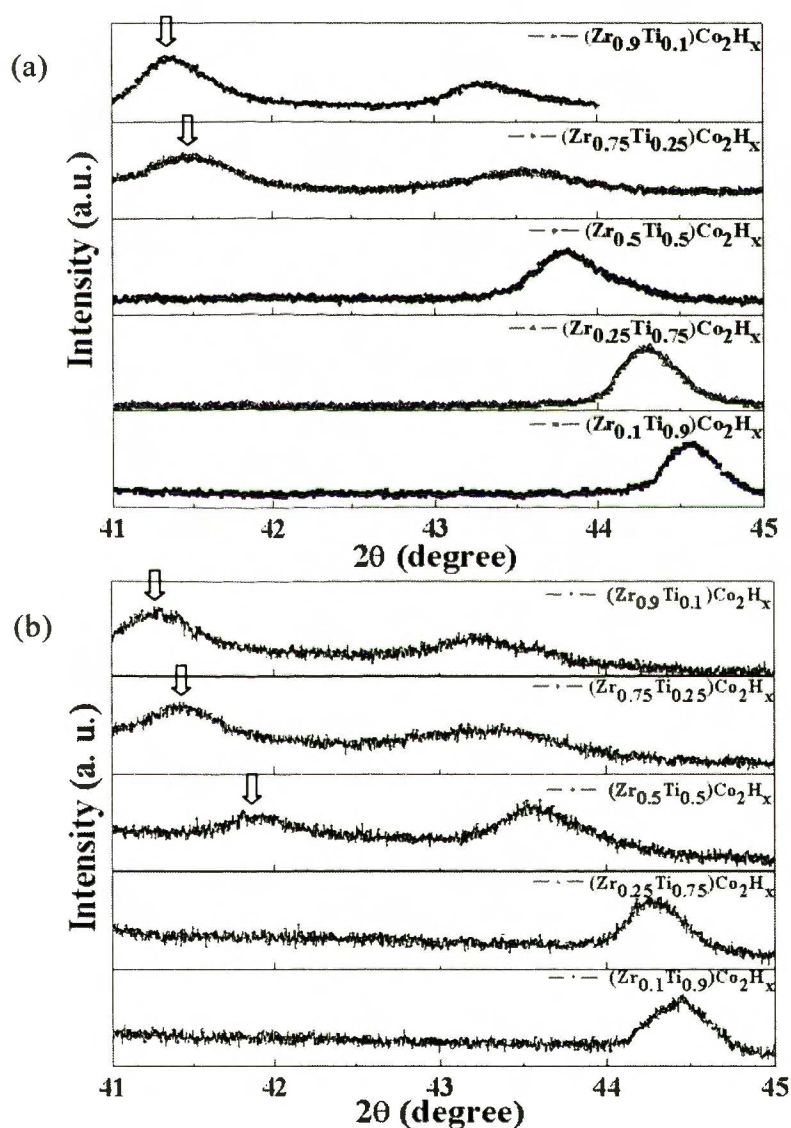 (a)
Intensity (a.u.)
(Zr0.9Ti0.1)Co2Hx
(Zr0.75Ti0.25)Co2Hx
(Zr0.5Ti0.5)Co2Hx
(Zr0.25Ti0.75)Co2Hx
(Zr0.1Ti0.9)Co2Hx
41 42 43 44 45
2θ (degree)
(b)
Intensity (a. u.)
(Zr0.9Ti0.1)Co2Hx
(Zr0.75Ti0.25)Co2Hx
(Zr0.5Ti0.5)Co2Hx
(Zr0.25Ti0.75)Co2Hx
(Zr0.1Ti0.9)Co2Hx
41 42 43 44 45
2θ (degree)